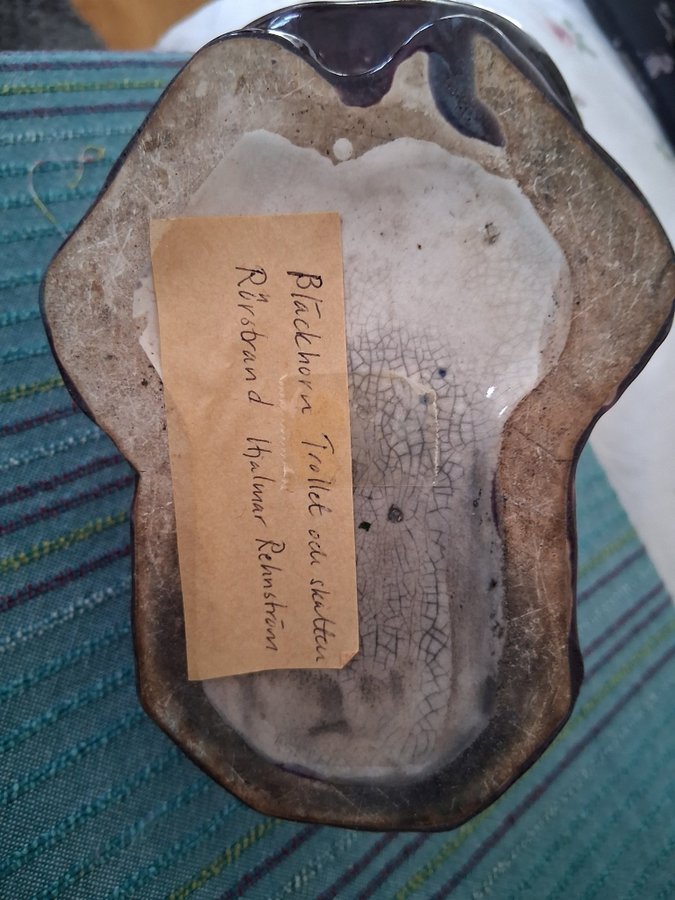 Bläckhorn Trollet och skatten
Rörstrand Hjalmar Rehnström